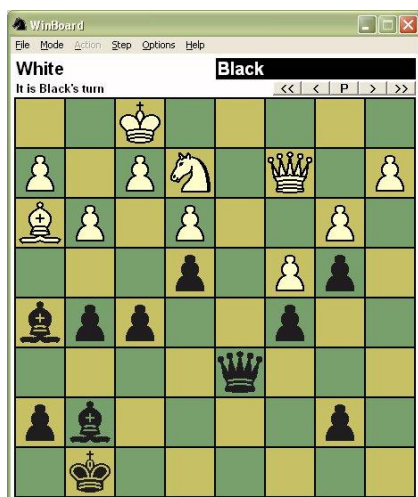 WinBoard
File Mode Action Step Options Help
White Black
It is Black's turn << < P > >>